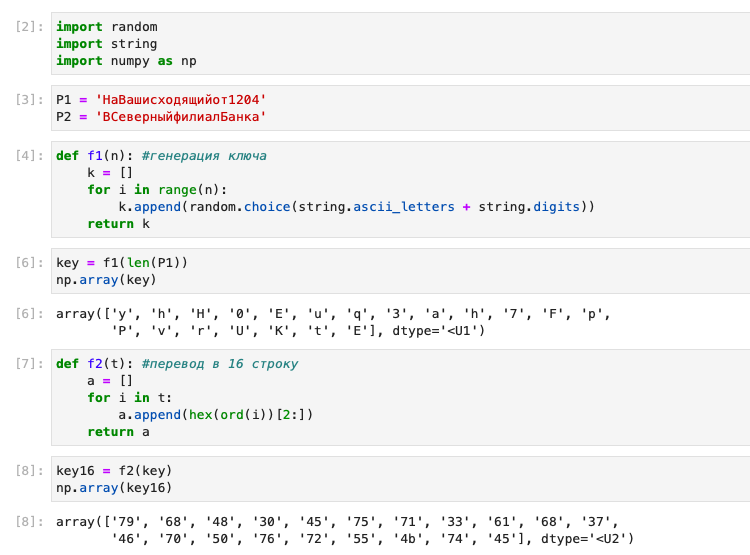 [2]: import random
import string
import numpy as np
[3]: P1 = 'НаВашисходящийот1204'
P2 = 'ВСеверныйфилиалБанка'
[4]: def f1(n): #генерация ключа
k = []
for i in range(n):
k.append(random.choice(string.ascii_letters + string.digits))
return k
[6]: key = f1(len(P1))
np.array(key)
[6]: array(['y', 'h', 'H', '0', 'E', 'u', 'q', '3', 'a', 'h', '7', 'F', 'p',
'P', 'v', 'r', 'U', 'K', 't', 'E'], dtype='<U1')
[7]: def f2(t): #перевод в 16 строку
a = []
for i in t:
a.append(hex(ord(i))[2:])
return a
[8]: key16 = f2(key)
np.array(key16)
[8]: array(['79', '68', '48', '30', '45', '75', '71', '33', '61', '68', '37',
'46', '70', '50', '76', '72', '55', '4b', '74', '45'], dtype='<U2')